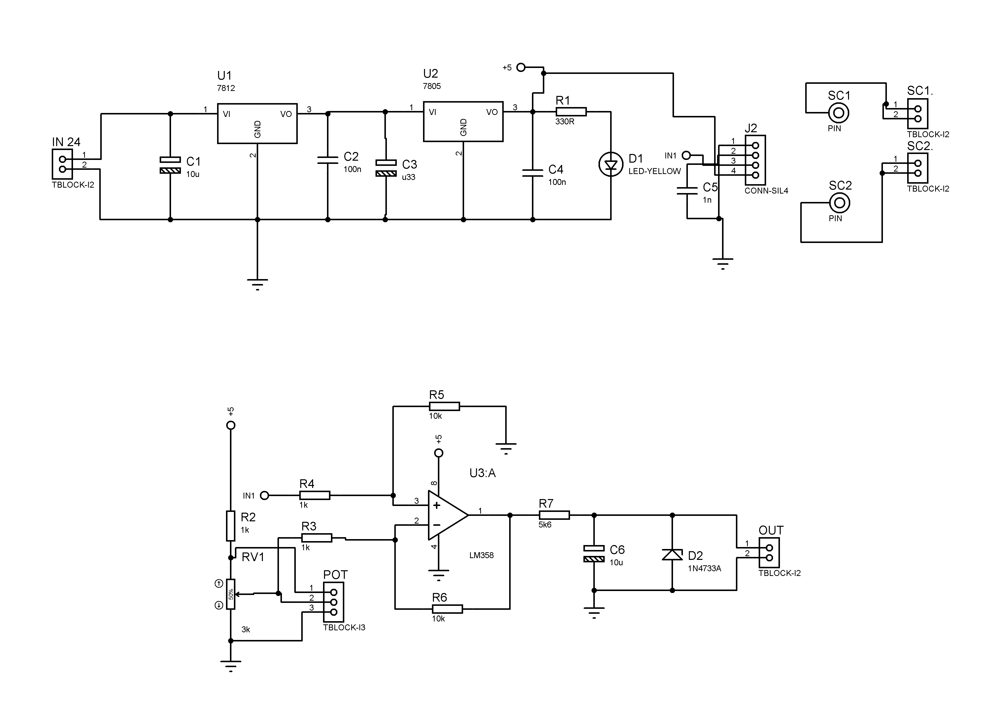 +5
U1
7812
U2
7805
1
VI
VO
3
GND
2
1
VI
VO
3
GND
2
R1
330R
IN 24
1
2
TBLOCK-I2
C1
10u
C2
100n
C3
u33
C4
100n
D1
LED-YELLOW
IN1
J2
1
2
3
4
CONN-SIL4
C5
1n
SC1
PIN
SC1.
1
2
TBLOCK-I2
SC2.
1
2
TBLOCK-I2
SC2
PIN
+5
R5
10k
+5
U3:A
8
IN1
R4
1k
3
2
1
4
LM358
R2
1k
R3
1k
R7
5k6
RV1
50%
3k
POT
1
2
3
TBLOCK-I3
R6
10k
C6
10u
D2
1N4733A
OUT
1
2
TBLOCK-I2